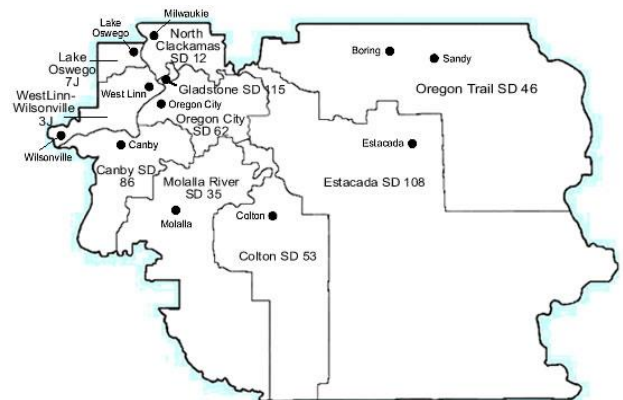 Milwaukie
Lake
Oswego
North
Clackamas
SD 12
Lake
Oswego
7J
Boring
Sandy
Oregon Trail SD 46
West Linn
Gladstone SD 115
WestLinn-
Wilsonville
3J
Oregon City
Oregon City
SD 62
Wilsonville
Canby
Estacada
Canby SD
86
Molalla River
SD 35
Estacada SD 108
Molalla
Colton
Colton SD 53